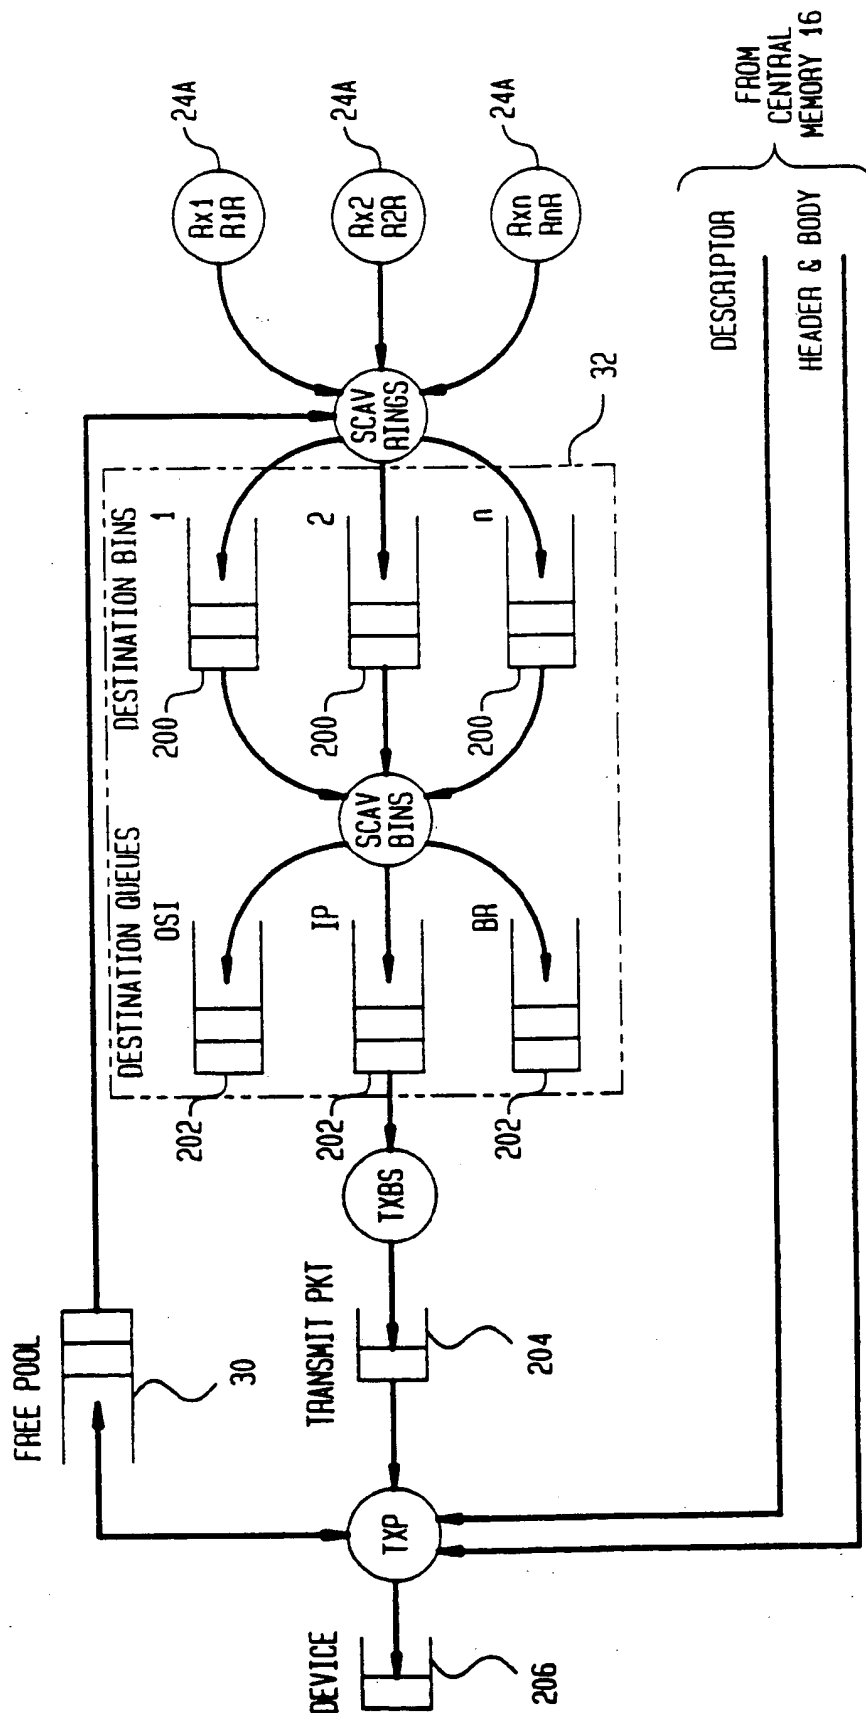 FREE POOL
30
DEVICE
206
TXP
TRANSMIT PKT
204
TXBS
DESTINATION QUEUES
OSI
202
IP
202
BR
202
SCAV
BINS
DESTINATION BINS
1
200
2
200
n
200
32
SCAV
RINGS
Rx1
R1R
24A
Rx2
R2R
24A
Rxn
RnR
24A
DESCRIPTOR
HEADER & BODY
FROM
CENTRAL
MEMORY 16